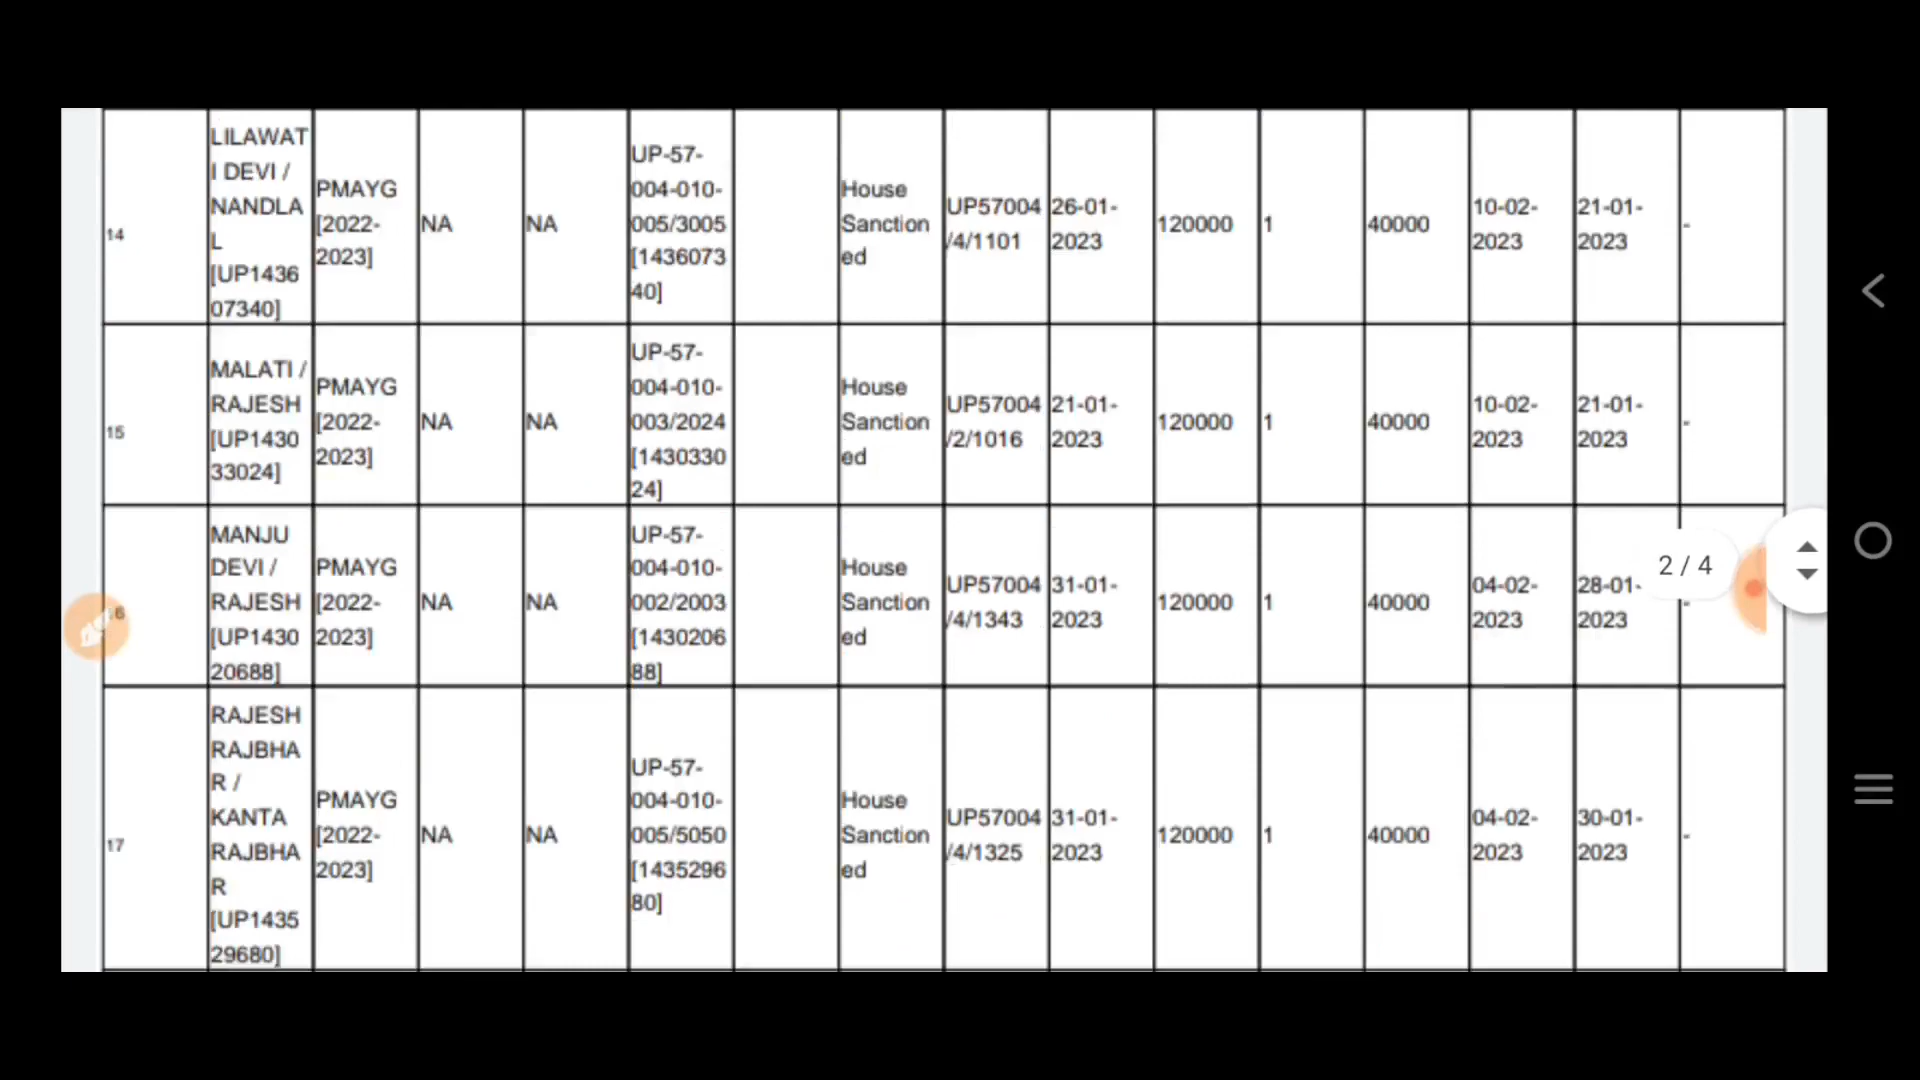 14
LILAWAT
I DEVI /
NANDLA
L
[UP1436
07340]
PMAYG
[2022-
2023]
NA
NA
UP-57-
004-010-
005/3005
[1436073
40]
House
Sanction
ed
UP57004
/4/1101
26-01-
2023
120000
1
40000
10-02-
2023
21-01-
2023
-
15
MALATI /
RAJESH
[UP1430
33024]
PMAYG
[2022-
2023]
NA
NA
UP-57-
004-010-
003/2024
[1430330
24]
House
Sanction
ed
UP57004
/2/1016
21-01-
2023
120000
1
40000
10-02-
2023
21-01-
2023
-
6
MANJU
DEVI /
RAJESH
[UP1430
20688]
PMAYG
[2022-
2023]
NA
NA
UP-57-
004-010-
002/2003
[1430206
88]
House
Sanction
ed
UP57004
/4/1343
31-01-
2023
120000
1
40000
04-02-
2023
28-01-
2023
-
2 / 4
17
RAJESH
RAJBHA
R /
KANTA
RAJBHA
R
[UP1435
29680]
PMAYG
[2022-
2023]
NA
NA
UP-57-
004-010-
005/5050
[1435296
80]
House
Sanction
ed
UP57004
/4/1325
31-01-
2023
120000
1
40000
04-02-
2023
30-01-
2023
-